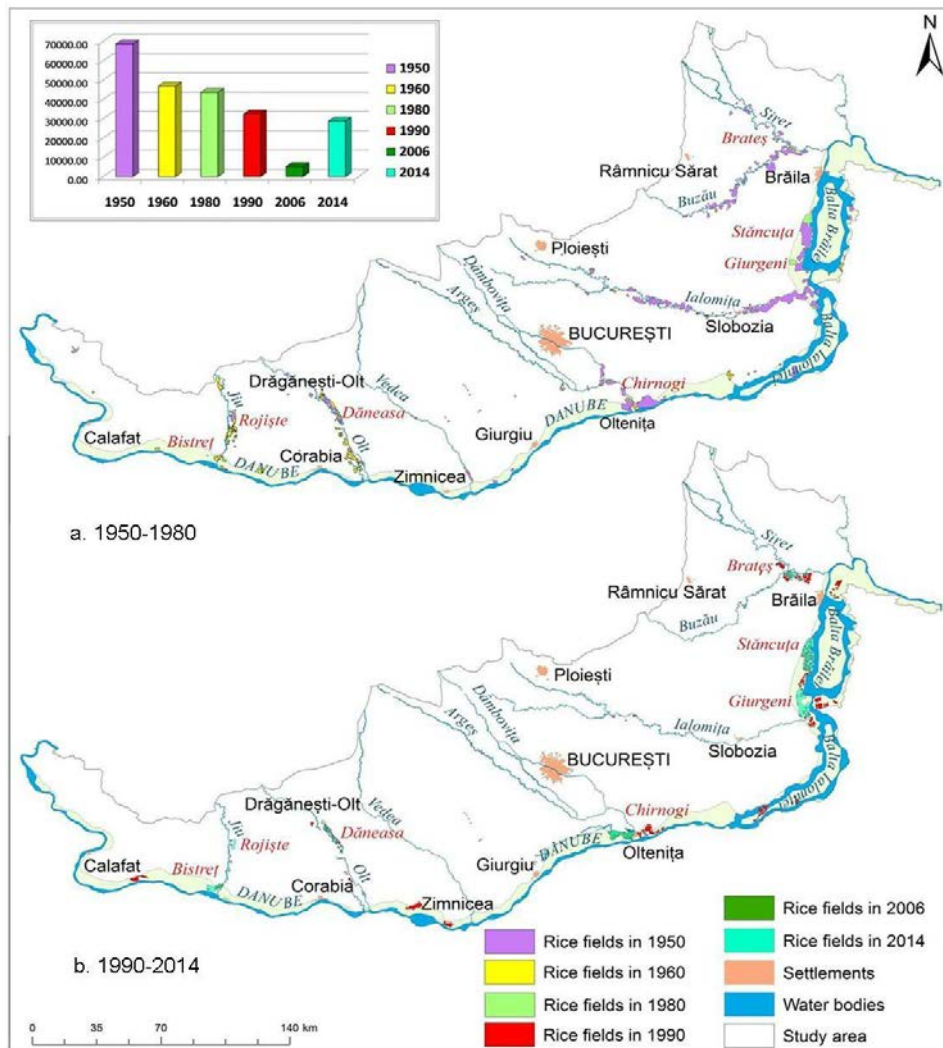 N
70000.00
60000.00
50000.00
40000.00
30000.00
20000.00
10000.00
0.00
1950 1960 1980 1990 2006 2014
1950
1960
1980
1990
2006
2014
Siret
Brateș
Râmnicu Sărat
Brăila
Buzău
Balta Brăilei
Stăncuța
Ploiești
Giurgeni
Dâmbovița
Argeș
Ialomița
Slobozia
BUCUREȘTI
Balta Ialomiței
Chirnogi
Drăgănești-Olt
Vedea
Jiu
Rojiște
Dăneasa
DANUBE
Oltenița
Calafat
Bistreț
Corabia
Olt
Giurgiu
DANUBE
Zimnicea
a. 1950-1980
Siret
Brateș
Râmnicu Sărat
Brăila
Buzău
Balta Brăilei
Stăncuța
Ploiești
Giurgeni
Dâmbovița
Argeș
Ialomița
Slobozia
BUCUREȘTI
Balta Ialomiței
Chirnogi
Drăgănești-Olt
Vedea
Jiu
Rojiște
Dăneasa
DANUBE
Oltenița
Calafat
Bistreț
Corabia
Olt
Giurgiu
DANUBE
Zimnicea
b. 1990-2014
Rice fields in 1950
Rice fields in 1960
Rice fields in 1980
Rice fields in 1990
Rice fields in 2006
Rice fields in 2014
Settlements
Water bodies
Study area
0 35 70 140 km